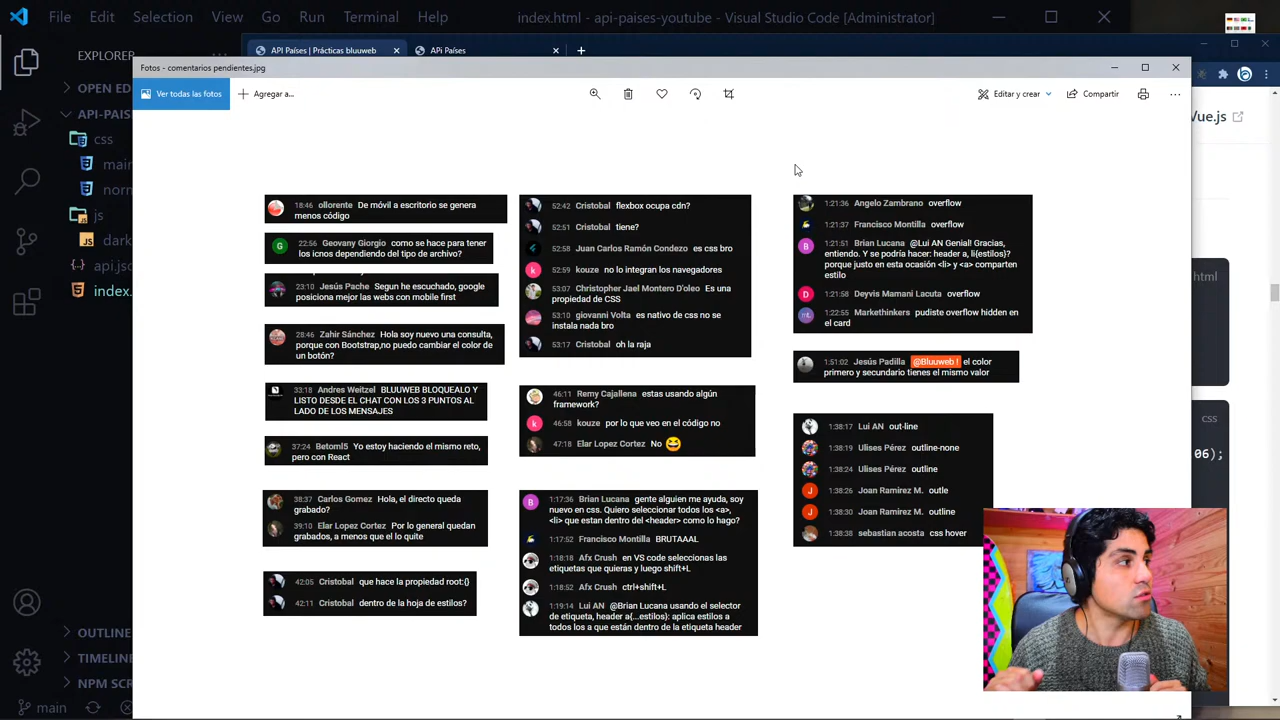 File Edit Selection View Go Run Terminal Help
index.html - api-paises-youtube - Visual Studio Code [Administrator]
EXPLORER
API Países | Prácticas bluuweb
APi Países
Fotos - comentarios pendientes.jpg
Ver todas las fotos
Agregar a...
Editar y crear
Compartir
OPEN ED
API-PAIS
css
main
norm
js
dark
api.jsc
index.
OUTLINE
TIMELINE
NPM SCR
main
Vue.js
html
css
06);
18:46 ollorente De móvil a escritorio se genera
menos código
22:56 Geovany Giorgio como se hace para tener
los icnos dependiendo del tipo de archivo?
23:10 Jesús Pache Segun he escuchado, google
posiciona mejor las webs con mobile first
28:46 Zahir Sánchez Hola soy nuevo una consulta,
porque con Bootstrap,no puedo cambiar el color de
un botón?
33:18 Andres Weitzel BLUUWEB BLOQUEALO Y
LISTO DESDE EL CHAT CON LOS 3 PUNTOS AL
LADO DE LOS MENSAJES
37:24 Betoml5 Yo estoy haciendo el mismo reto,
pero con React
38:37 Carlos Gomez Hola, el directo queda
grabado?
39:10 Elar Lopez Cortez Por lo general quedan
grabados, a menos que el lo quite
42:05 Cristobal que hace la propiedad root:{}
42:11 Cristobal dentro de la hoja de estilos?
52:42 Cristobal flexbox ocupa cdn?
52:51 Cristobal tiene?
52:58 Juan Carlos Ramón Condezo es css bro
52:59 kouze no lo integran los navegadores
53:07 Christopher Jael Montero D'oleo Es una
propiedad de CSS
53:10 giovanni Volta es nativo de css no se
instala nada bro
53:17 Cristobal oh la raja
46:11 Remy Cajallena estas usando algún
framework?
46:58 kouze por lo que veo en el código no
47:18 Elar Lopez Cortez No
1:17:36 Brian Lucana gente alguien me ayuda, soy
nuevo en css. Quiero seleccionar todos los <a>,
<li> que estan dentro del <header> como lo hago?
1:17:52 Francisco Montilla BRUTAAAL
1:18:18 Afx Crush en VS code seleccionas las
etiquetas que quieras y luego shift+L
1:18:52 Afx Crush ctrl+shift+L
1:19:14 Lui AN @Brian Lucana usando el selector
de etiqueta, header a{...estilos}: aplica estilos a
todos los a que están dentro de la etiqueta header
1:21:36 Angelo Zambrano overflow
1:21:37 Francisco Montilla overflow
1:21:51 Brian Lucana @Lui AN Genial! Gracias,
entiendo. Y se podría hacer: header a, li{estilos}?
porque justo en esta ocasión <li> y <a> comparten
estilo
1:21:58 Deyvis Mamani Lacuta overflow
1:22:55 Markethinkers pudiste overflow hidden en
el card
1:51:02 Jesús Padilla @Bluuweb ! el color
primero y secundario tienes el mismo valor
1:38:17 Lui AN out-line
1:38:19 Ulises Pérez outline-none
1:38:24 Ulises Pérez outline
1:38:26 Joan Ramirez M. outle
1:38:30 Joan Ramirez M. outline
1:38:38 sebastian acosta css hover